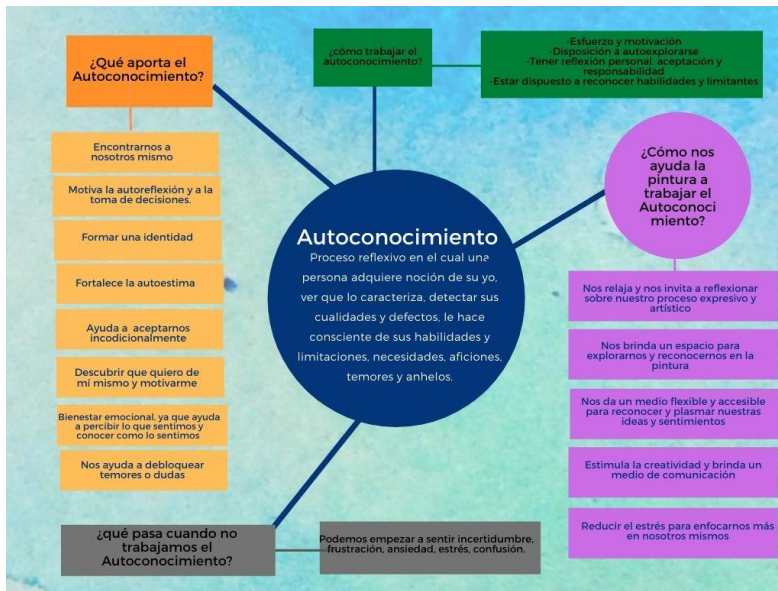 ¿Qué aporta el
Autoconocimiento?
Encontrarnos a
nosotros mismo
Motiva la autoreflexión y a la
toma de decisiones.
Formar una identidad
Fortalece la autoestima
Ayuda a aceptarnos
incodicionalmente
Descubrir que quiero de
mí mismo y motivarme
Bienestar emocional, ya que ayuda
a percibir lo que sentimos y
conocer como lo sentimos
Nos ayuda a debloquear
temores o dudas
¿cómo trabajar el
autoconocimiento?
-Esfuerzo y motivación
-Disposición a autoexplorarse
-Tener reflexión personal, aceptación y
responsabilidad
-Estar dispuesto a reconocer habilidades y limitantes
Autoconocimiento
Proceso reflexivo en el cual una
persona adquiere noción de su yo,
ver que lo caracteriza, detectar sus
cualidades y defectos, le hace
consciente de sus habilidades y
limitaciones, necesidades, aficiones,
temores y anhelos.
¿Cómo nos
ayuda la
pintura a
trabajar el
Autoconoci
miento?
Nos relaja y nos invita a reflexionar
sobre nuestro proceso expresivo y
artístico
Nos brinda un espacio para
explorarnos y reconocernos en la
pintura
Nos da un medio flexible y accesible
para reconocer y plasmar nuestras
ideas y sentimientos
Estimula la creatividad y brinda un
medio de comunicación
Reducir el estrés para enfocarnos más
en nosotros mismos
¿qué pasa cuando no
trabajamos el
Autoconocimiento?
Podemos empezar a sentir incertidumbre,
frustración, ansiedad, estrés, confusión.